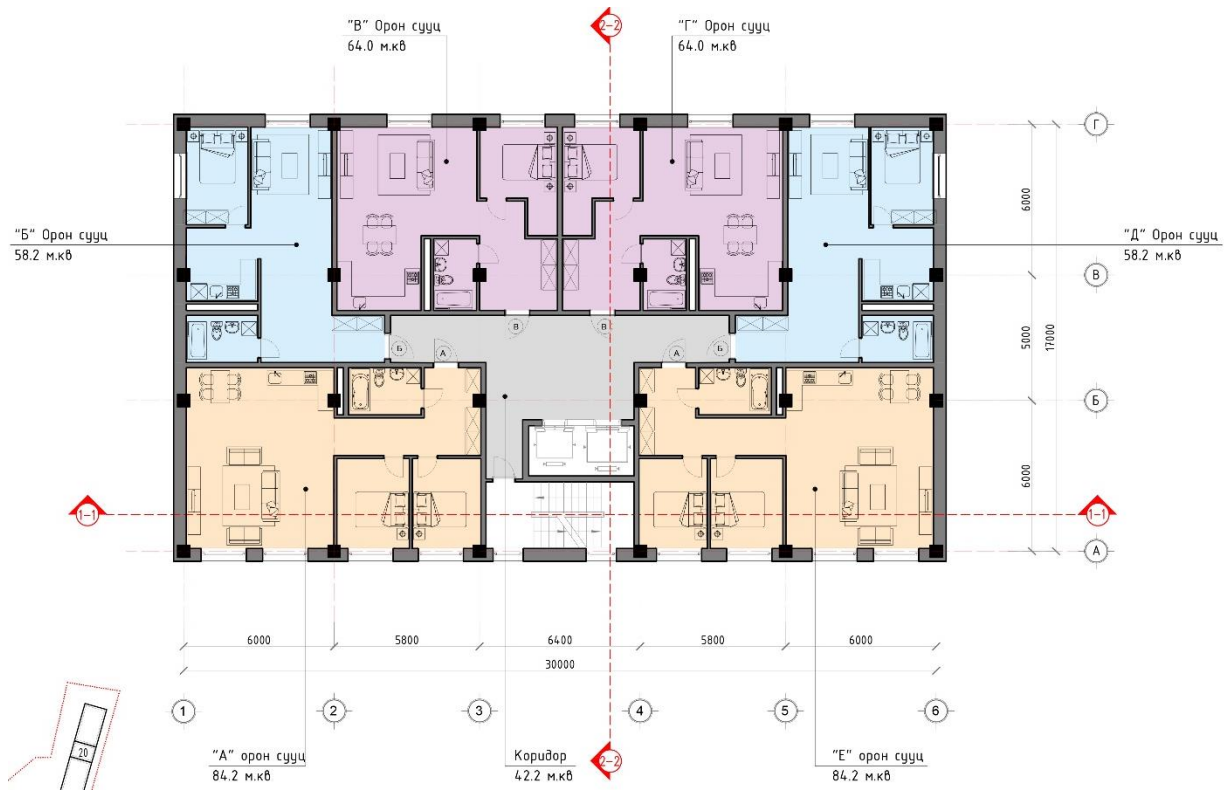 "В" Орон сууц
64.0 м.кв
2-2
"Г" Орон сууц
64.0 м.кв
Г
6000
"Б" Орон сууц
58.2 м.кв
"Д" Орон сууц
58.2 м.кв
В
В
В
Б
А
А
Б
5000
17000
Б
6000
1-1
1-1
А
6000
5800
6400
5800
6000
30000
1
2
3
4
5
6
20
"А" орон сууц
84.2 м.кв
Коридор
42.2 м.кв
2-2
"Е" орон сууц
84.2 м.кв